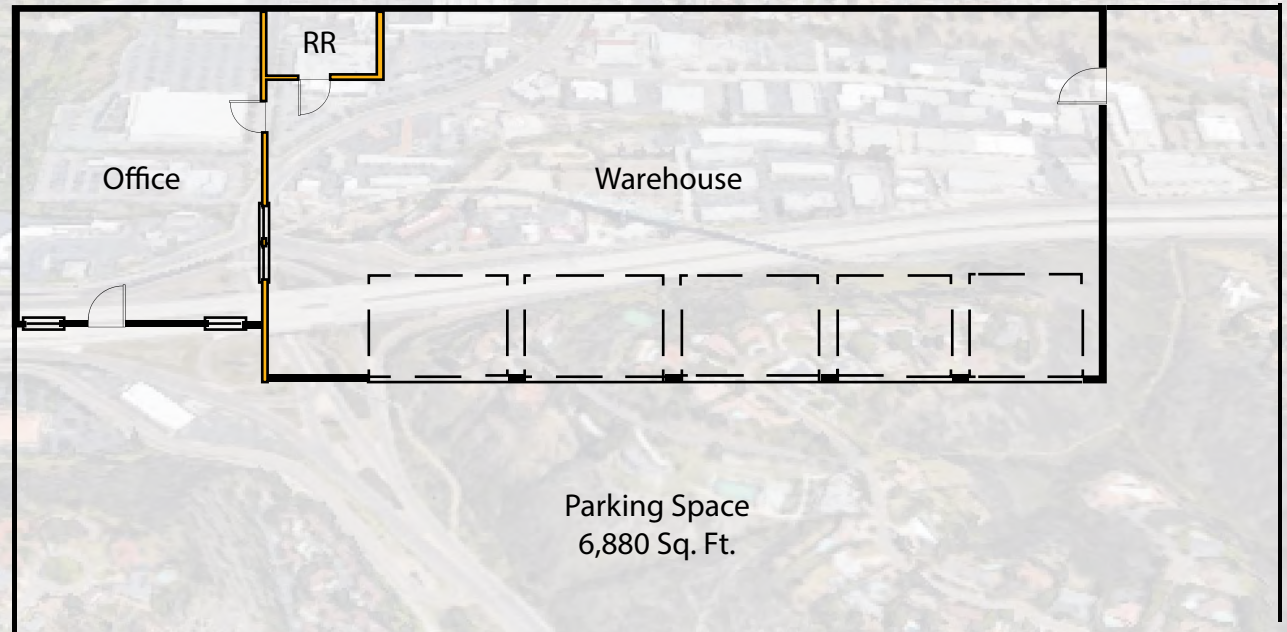 RR
Office
Warehouse
Parking Space
6,880 Sq. Ft.